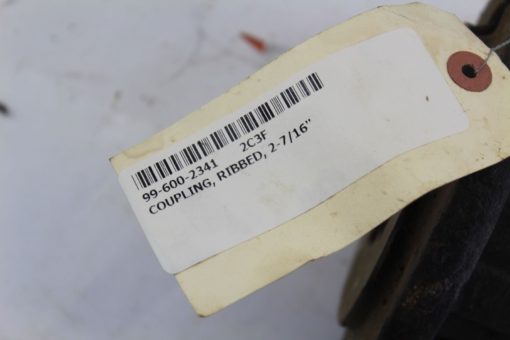 99-600-2341 2C3F
COUPLING, RIBBED, 2-7/16"